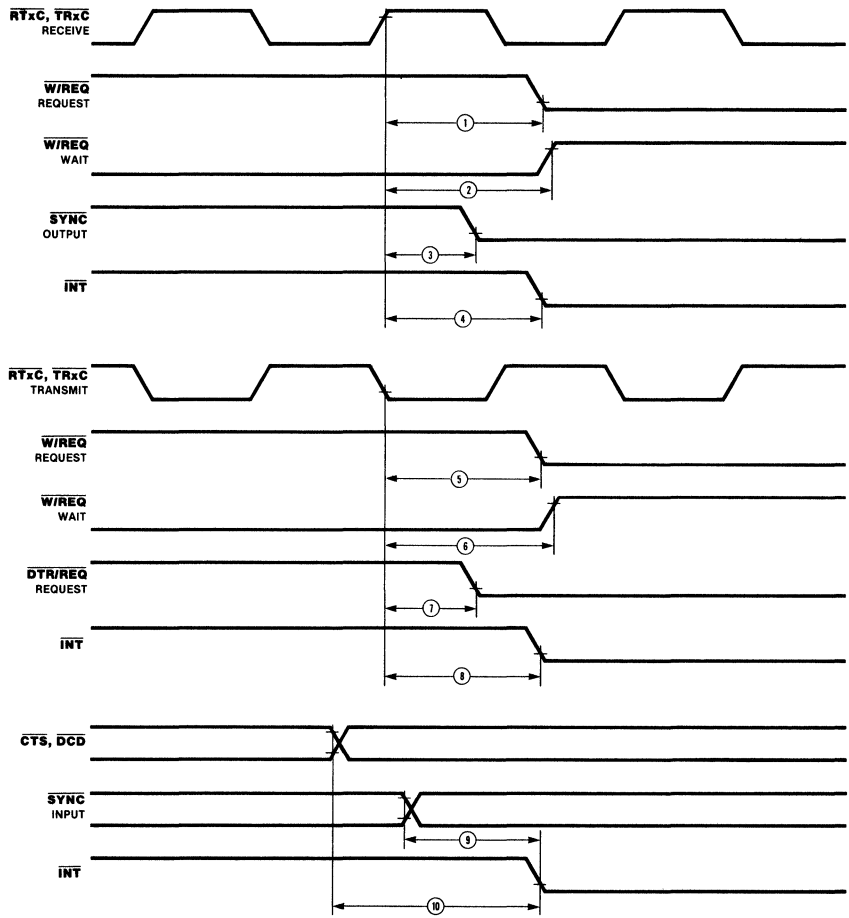 RTxC, TRxC
RECEIVE
W/REQ
REQUEST
1
W/REQ
WAIT
2
SYNC
OUTPUT
3
INT
4
RTxC, TRxC
TRANSMIT
W/REQ
REQUEST
5
W/REQ
WAIT
6
DTR/REQ
REQUEST
7
INT
8
CTS, DCD
SYNC
INPUT
9
INT
10